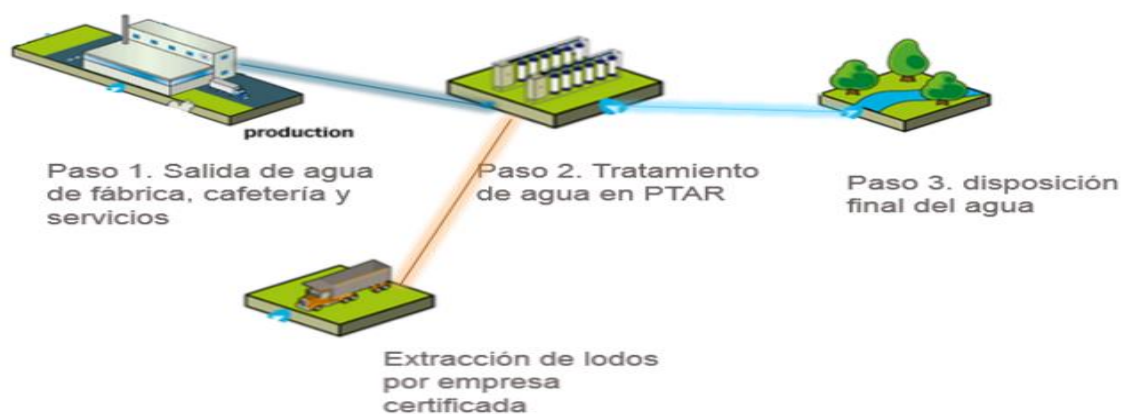 production
Paso 1. Salida de agua
de fábrica, cafetería y
servicios
Paso 2. Tratamiento
de agua en PTAR
Paso 3. disposición
final del agua
Extracción de lodos
por empresa
certificada